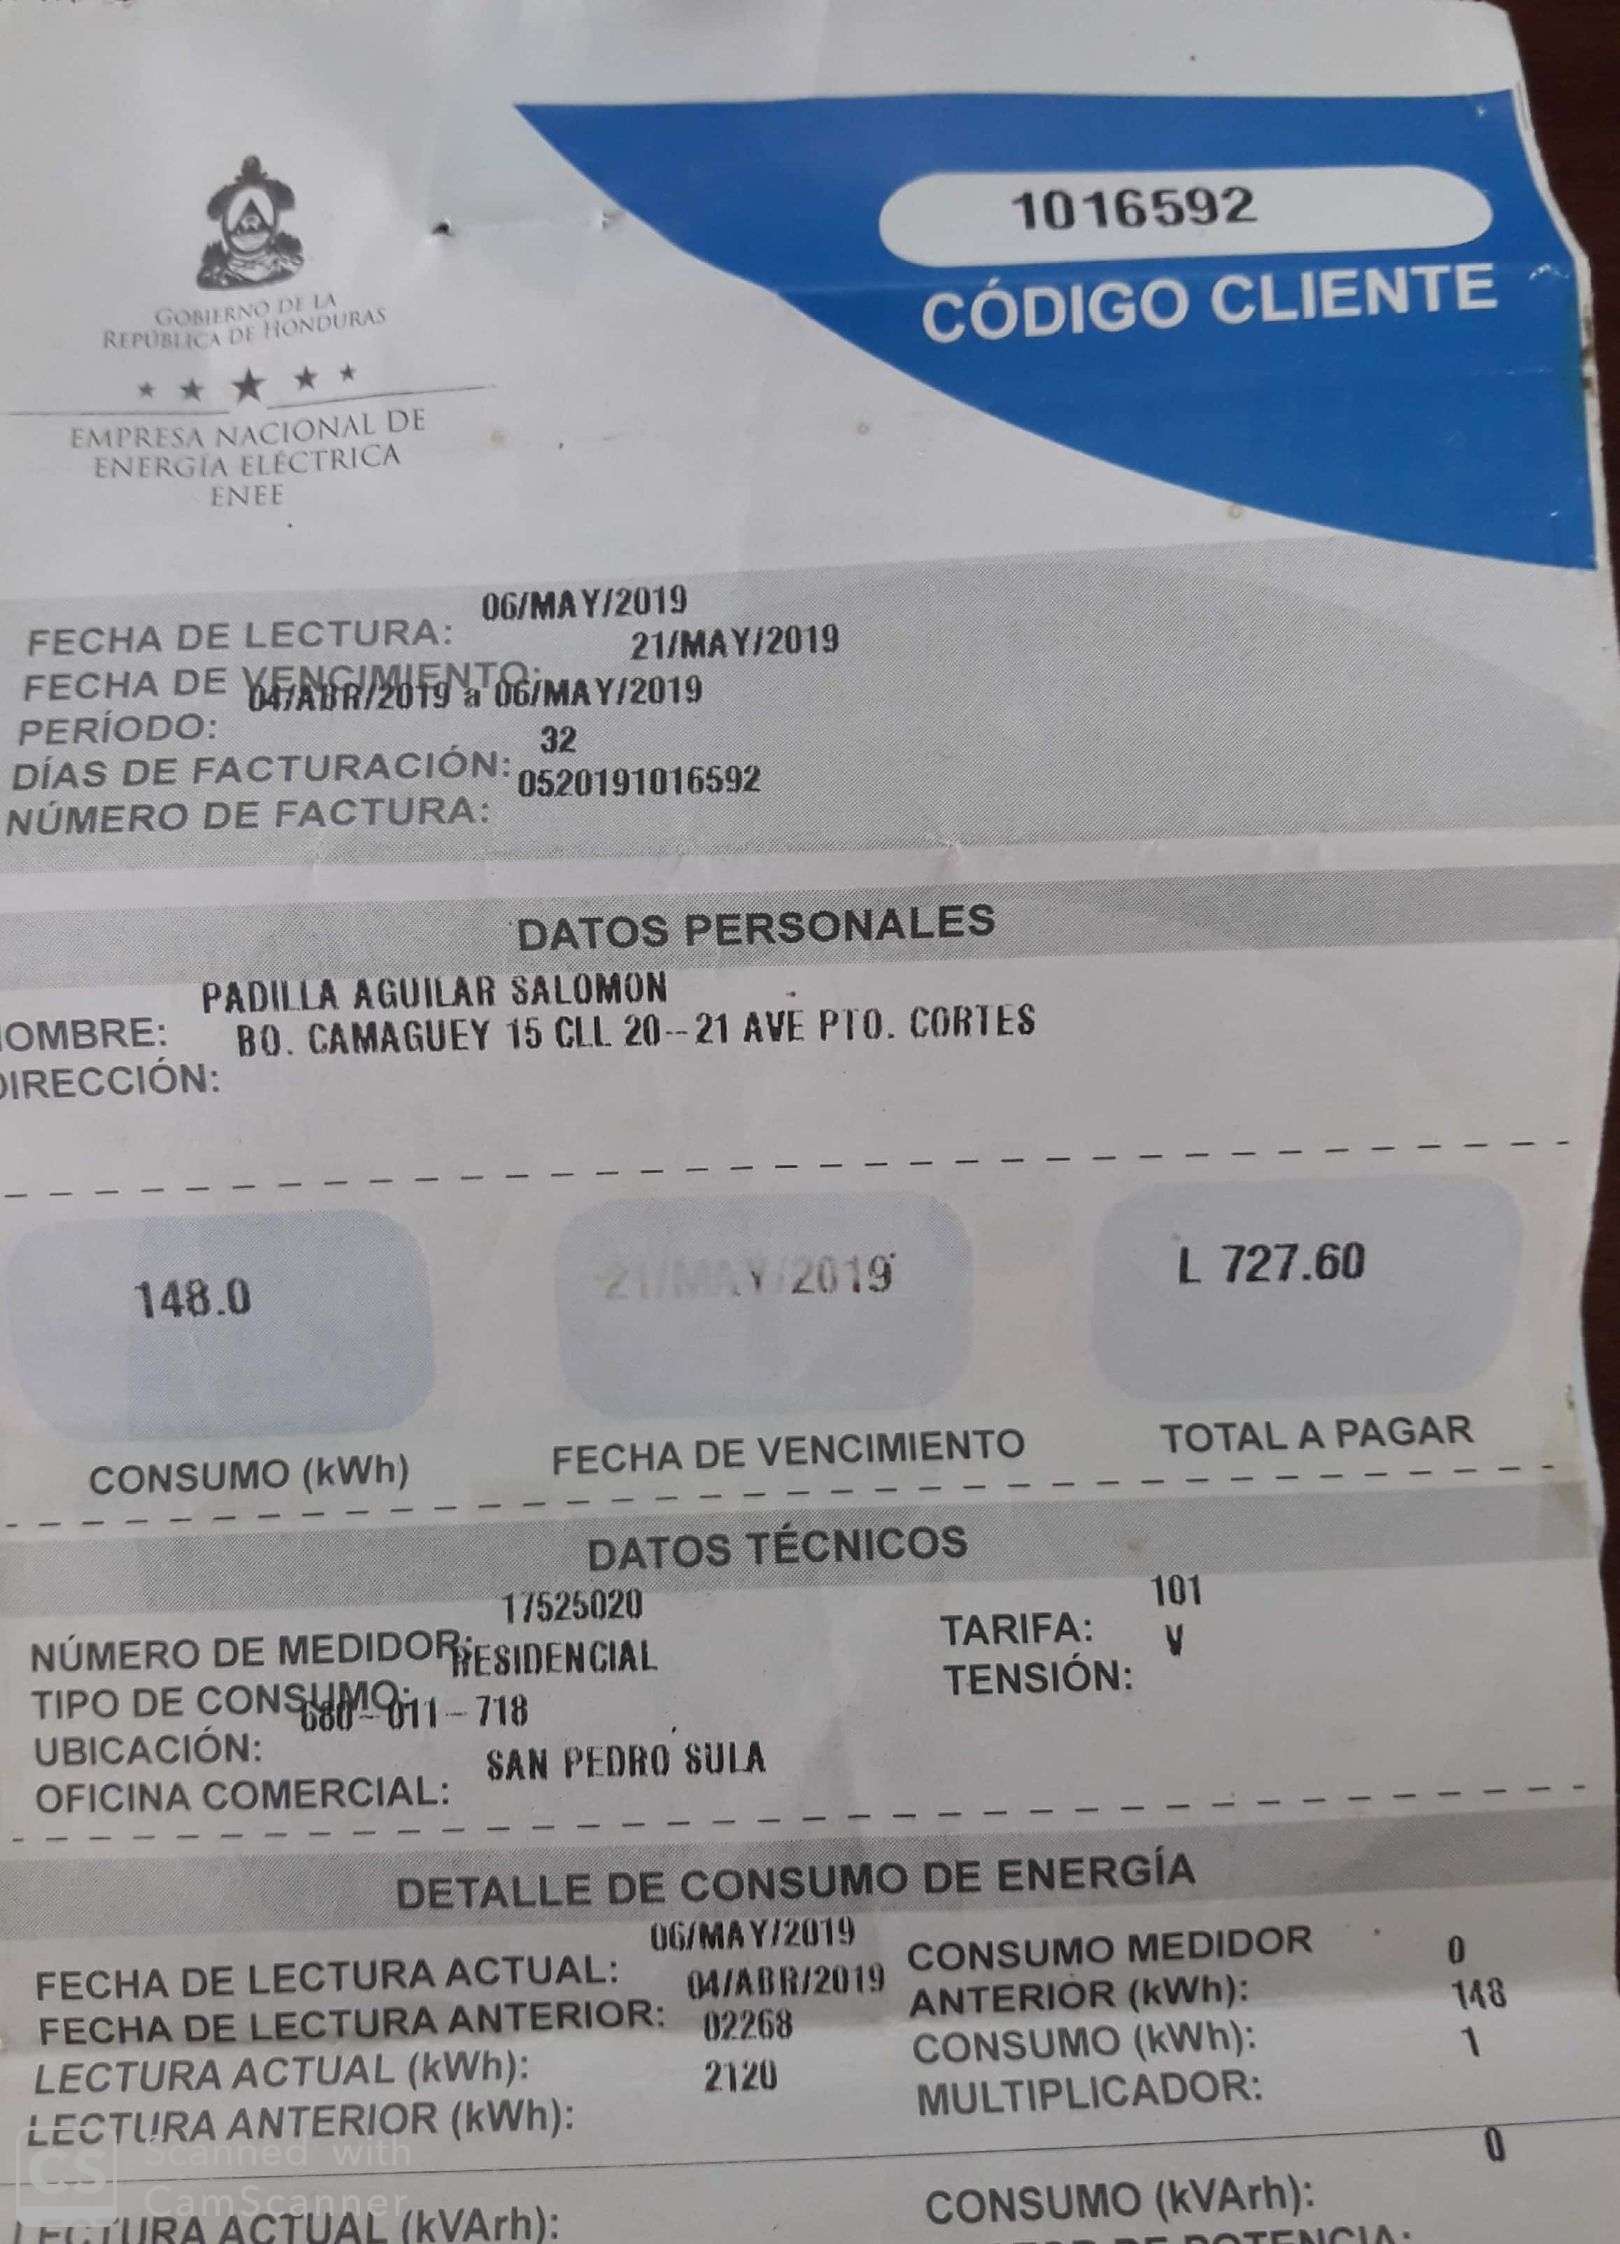 1016592
CÓDIGO CLIENTE
GOBIERNO DE LA
REPÚBLICA DE HONDURAS
EMPRESA NACIONAL DE
ENERGÍA ELÉCTRICA
ENEE
FECHA DE LECTURA: 06/MAY/2019
FECHA DE VENCIMIENTO: 21/MAY/2019
PERÍODO: 04/ABR/2019 a 06/MAY/2019
DÍAS DE FACTURACIÓN: 32
NÚMERO DE FACTURA: 0520191016592
DATOS PERSONALES
OMBRE: PADILLA AGUILAR SALOMON
DIRECCIÓN: BO. CAMAGUEY 15 CLL 20--21 AVE PTO. CORTES
148.0 21/MAY/2019 L 727.60
CONSUMO (kWh) FECHA DE VENCIMIENTO TOTAL A PAGAR
DATOS TÉCNICOS
NÚMERO DE MEDIDOR: 17525020 TARIFA: 101
TIPO DE CONSUMO: RESIDENCIAL TENSIÓN: V
UBICACIÓN: 680-011-718
OFICINA COMERCIAL: SAN PEDRO SULA
DETALLE DE CONSUMO DE ENERGÍA
FECHA DE LECTURA ACTUAL: 06/MAY/2019 CONSUMO MEDIDOR
FECHA DE LECTURA ANTERIOR: 04/ABR/2019 ANTERIOR (kWh): 0
LECTURA ACTUAL (kWh): 02268 CONSUMO (kWh): 148
LECTURA ANTERIOR (kWh): 2120 MULTIPLICADOR: 1
LECTURA ACTUAL (kVArh): CONSUMO (kVArh): 0
CS Scanned with
CamScanner